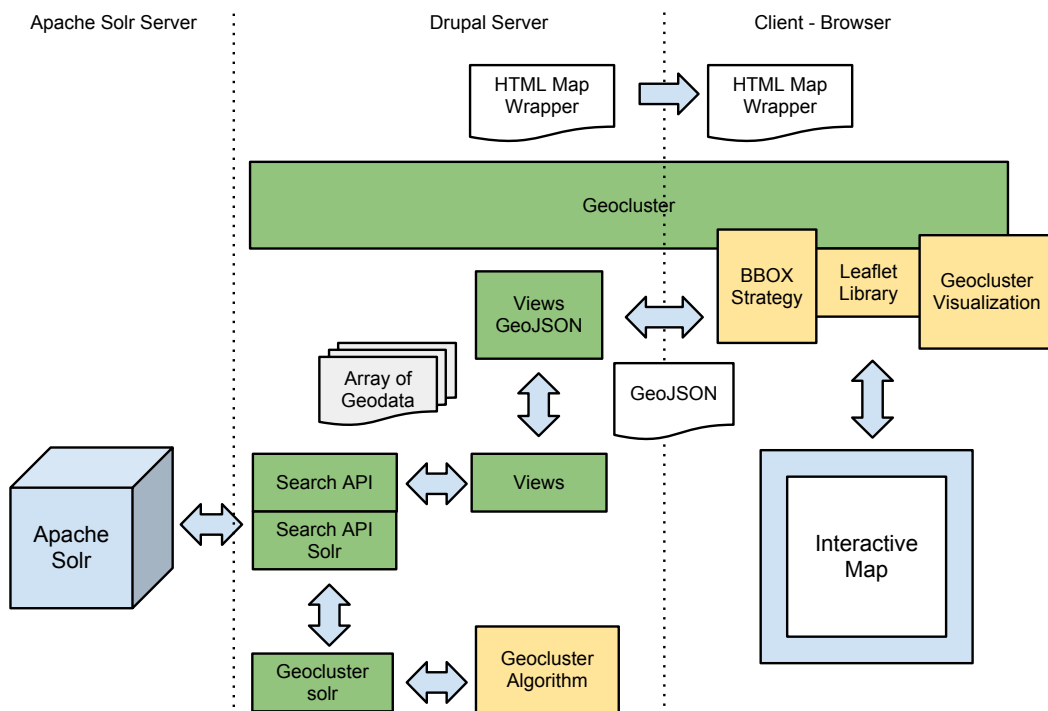 Apache Solr Server
Drupal Server
Client - Browser
HTML Map
Wrapper
HTML Map
Wrapper
Geocluster
BBOX
Strategy
Leaflet
Library
Geocluster
Visualization
Views
GeoJSON
Array of
Geodata
GeoJSON
Search API
Views
Search API
Solr
Apache
Solr
Interactive
Map
Geocluster
solr
Geocluster
Algorithm